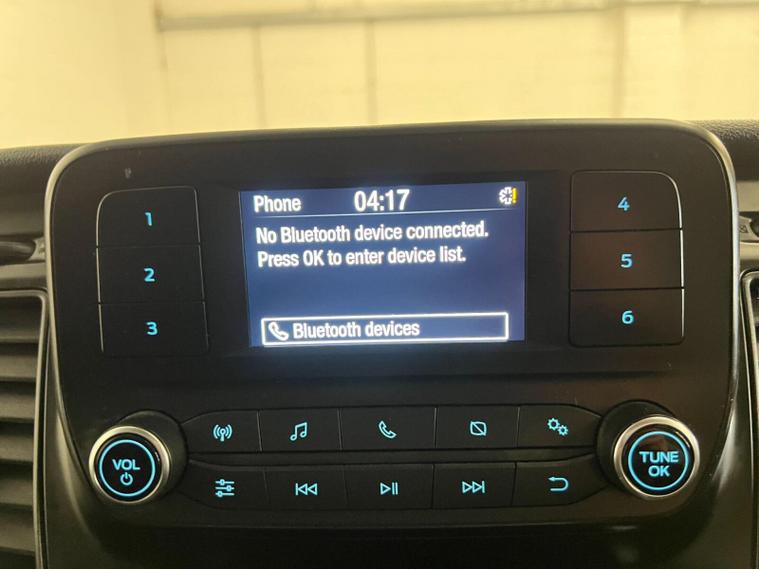 Phone 04:17
No Bluetooth device connected.
Press OK to enter device list.
Bluetooth devices
1
2
3
4
5
6
VOL
TUNE
OK